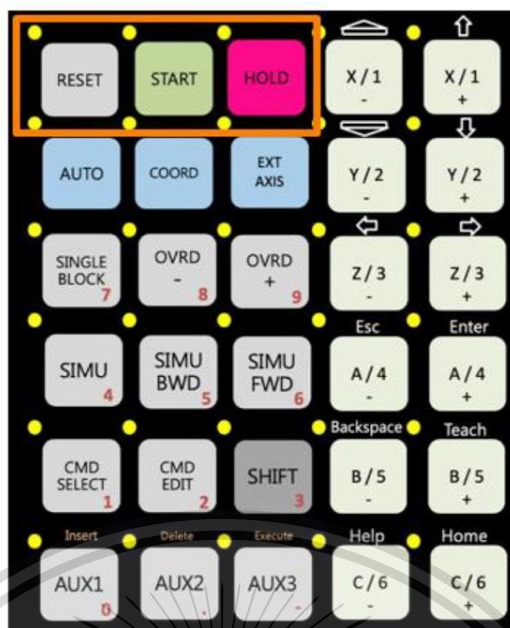 RESET START HOLD X/1 - X/1 +
AUTO COORD EXT AXIS Y/2 - Y/2 +
SINGLE BLOCK 7 OVRD - 8 OVRD + 9 Z/3 - Z/3 +
Esc Enter
SIMU 4 SIMU BWD 5 SIMU FWD 6 A/4 - A/4 +
Backspace Teach
CMD SELECT 1 CMD EDIT 2 SHIFT 3 B/5 - B/5 +
Insert Delete Execute Help Home
AUX1 0 AUX2 . AUX3 - C/6 - C/6 +